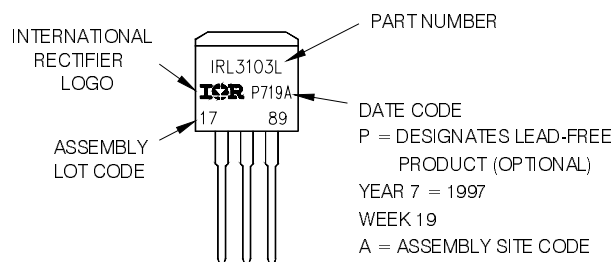 INTERNATIONAL
RECTIFIER
LOGO
PART NUMBER
IRL3103L
IOR P719A
17 89
ASSEMBLY
LOT CODE
DATE CODE
P = DESIGNATES LEAD-FREE
PRODUCT (OPTIONAL)
YEAR 7 = 1997
WEEK 19
A = ASSEMBLY SITE CODE